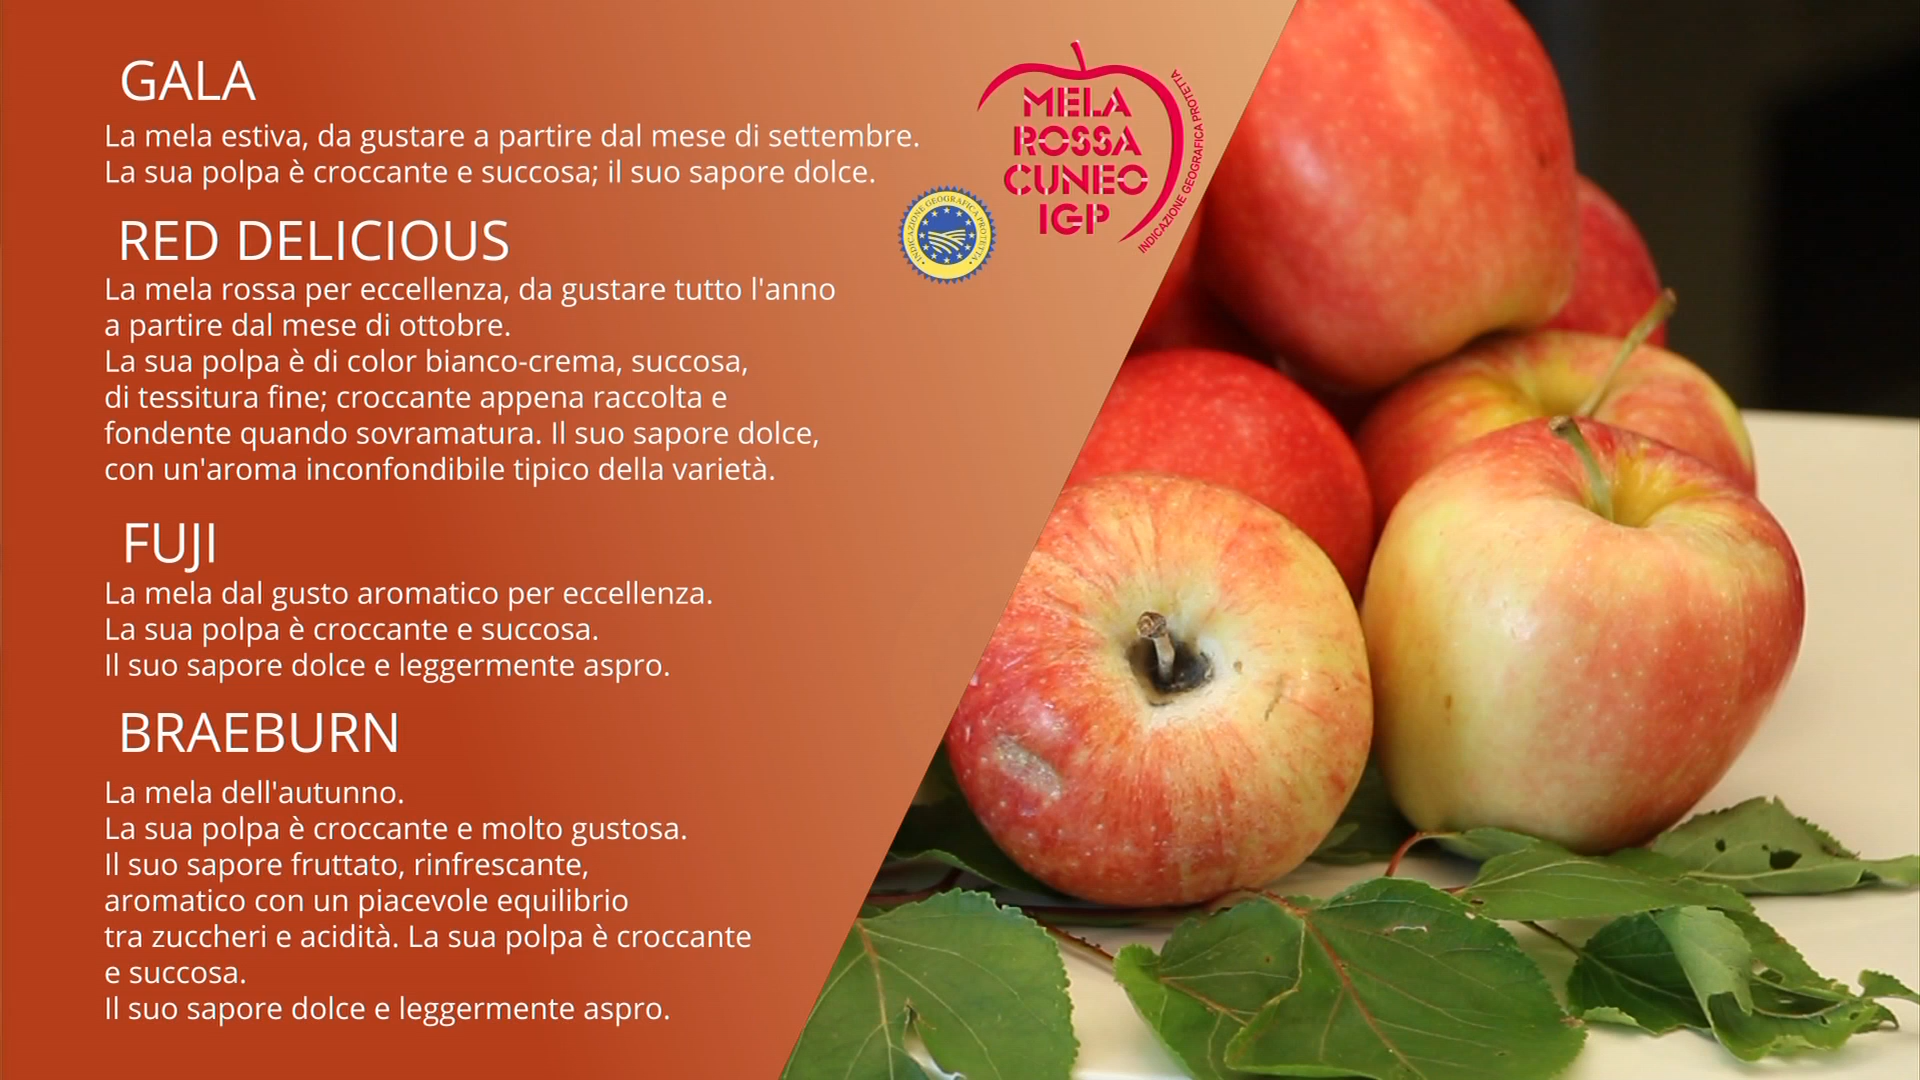 GALA
La mela estiva, da gustare a partire dal mese di settembre.
La sua polpa è croccante e succosa; il suo sapore dolce.
RED DELICIOUS
La mela rossa per eccellenza, da gustare tutto l'anno
a partire dal mese di ottobre.
La sua polpa è di color bianco-crema, succosa,
di tessitura fine; croccante appena raccolta e
fondente quando sovramatura. Il suo sapore dolce,
con un'aroma inconfondibile tipico della varietà.
FUJI
La mela dal gusto aromatico per eccellenza.
La sua polpa è croccante e succosa.
Il suo sapore dolce e leggermente aspro.
BRAEBURN
La mela dell'autunno.
La sua polpa è croccante e molto gustosa.
Il suo sapore fruttato, rinfrescante,
aromatico con un piacevole equilibrio
tra zuccheri e acidità. La sua polpa è croccante
e succosa.
Il suo sapore dolce e leggermente aspro.
MELA
ROSSA
CUNEO
IGP
INDICAZIONE GEOGRAFICA PROTETTA
INDICAZIONE GEOGRAFICA PROTETTA